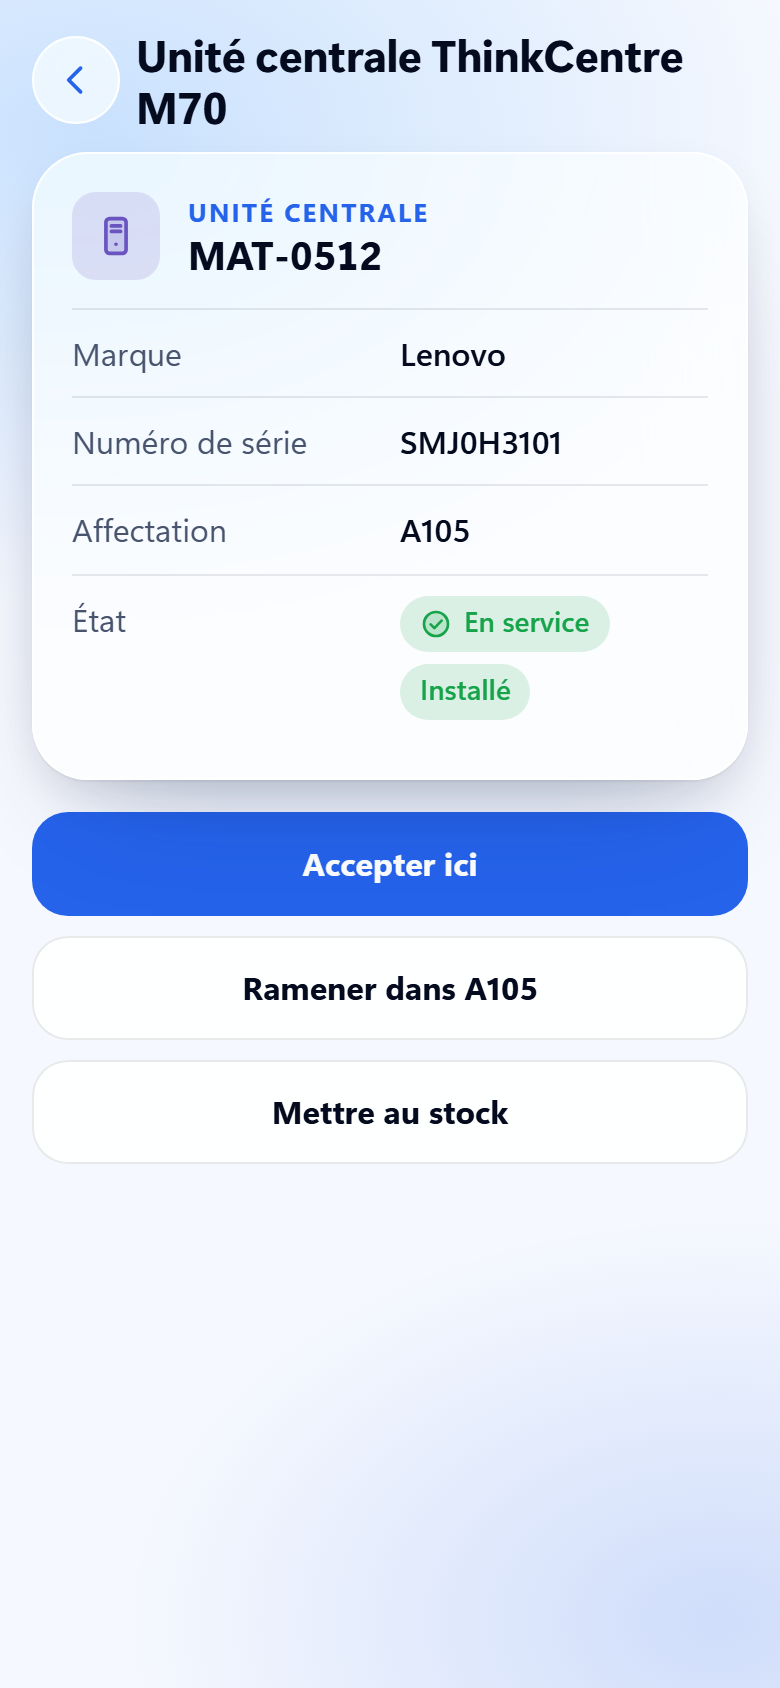 Unité centrale ThinkCentre
M70
UNITÉ CENTRALE
MAT-0512
Marque Lenovo
Numéro de série SMJ0H3101
Affectation A105
État En service
Installé
Accepter ici
Ramener dans A105
Mettre au stock